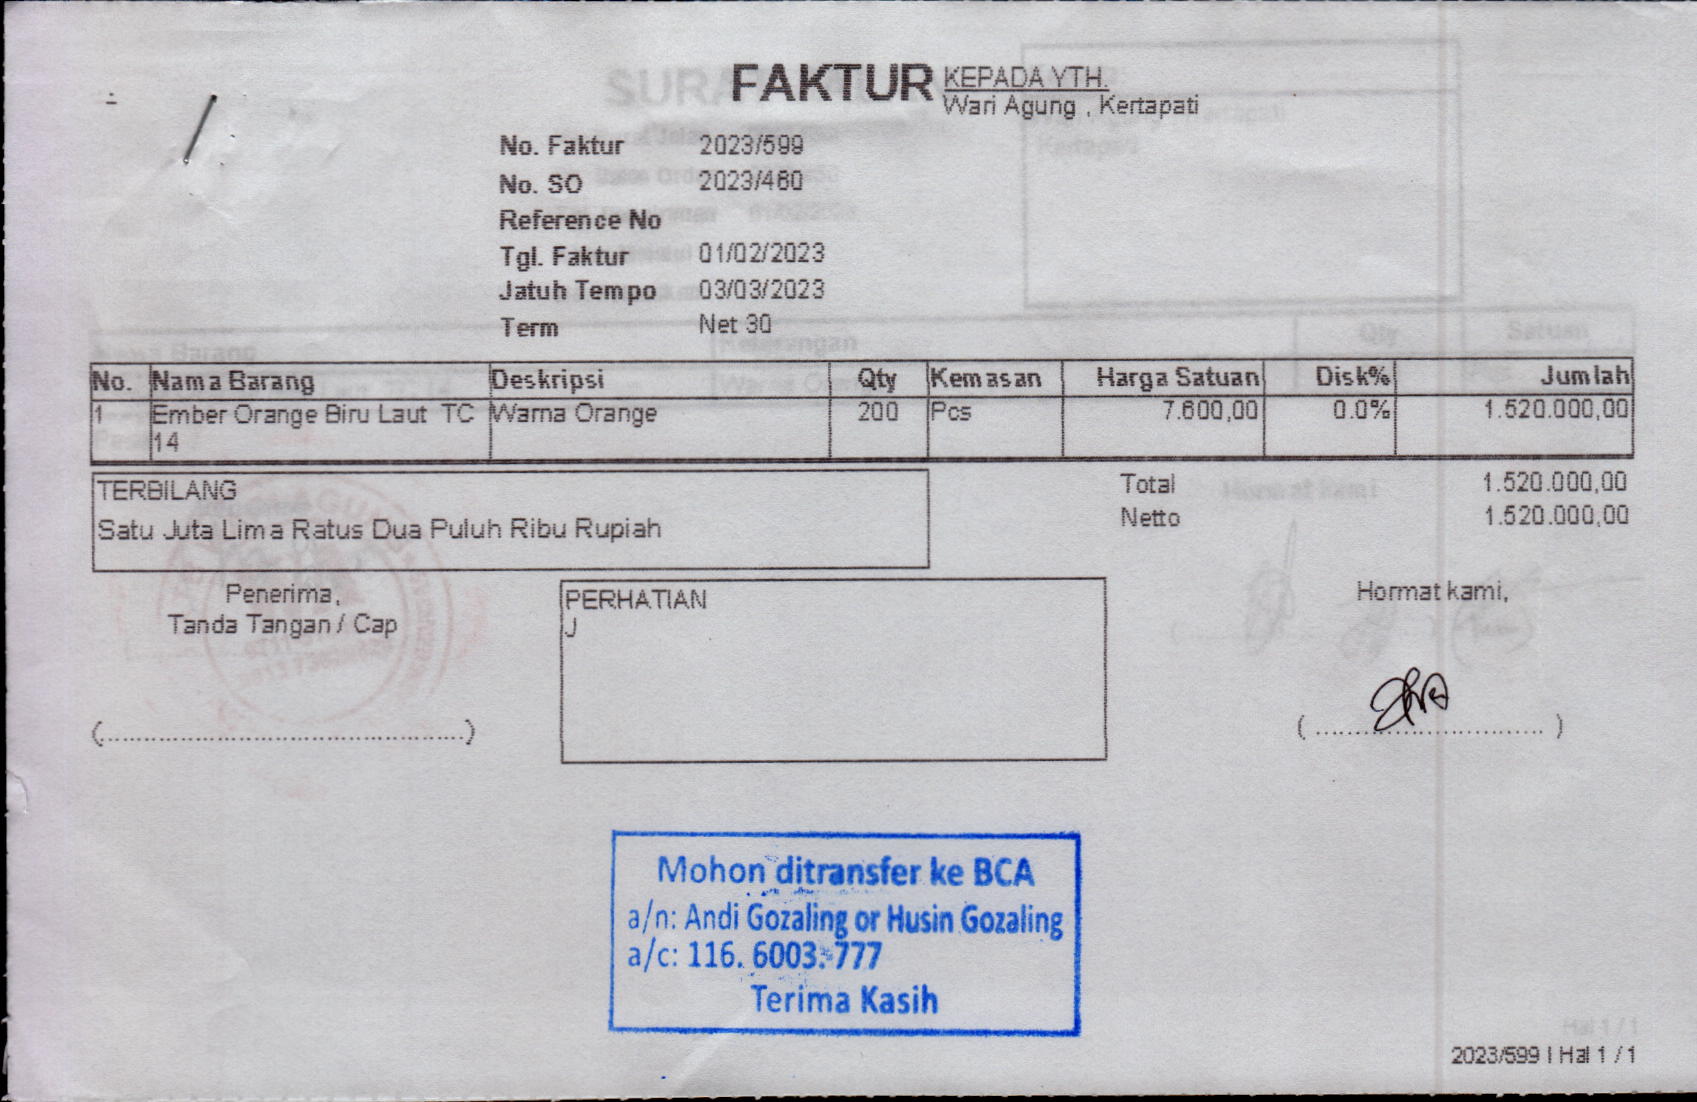 FAKTUR
KEPADA YTH.
Wari Agung , Kertapati
No. Faktur 2023/599
No. SO 2023/460
Reference No
Tgl. Faktur 01/02/2023
Jatuh Tempo 03/03/2023
Term Net 30
No. Nama Barang Deskripsi Qty Kemasan Harga Satuan Disk% Jumlah
1 Ember Orange Biru Laut TC Warna Orange 200 Pcs 7.600,00 0.0% 1.520.000,00
14
TERBILANG
Satu Juta Lima Ratus Dua Puluh Ribu Rupiah
Total 1.520.000,00
Netto 1.520.000,00
Penerima,
Tanda Tangan / Cap
(..............................................)
PERHATIAN
J
Hormat kami,
( ............................. )
Mohon ditransfer ke BCA
a/n: Andi Gozaling or Husin Gozaling
a/c: 116. 6003. 777
Terima Kasih
Hal 1 / 1
2023/599 | Hal 1 / 1